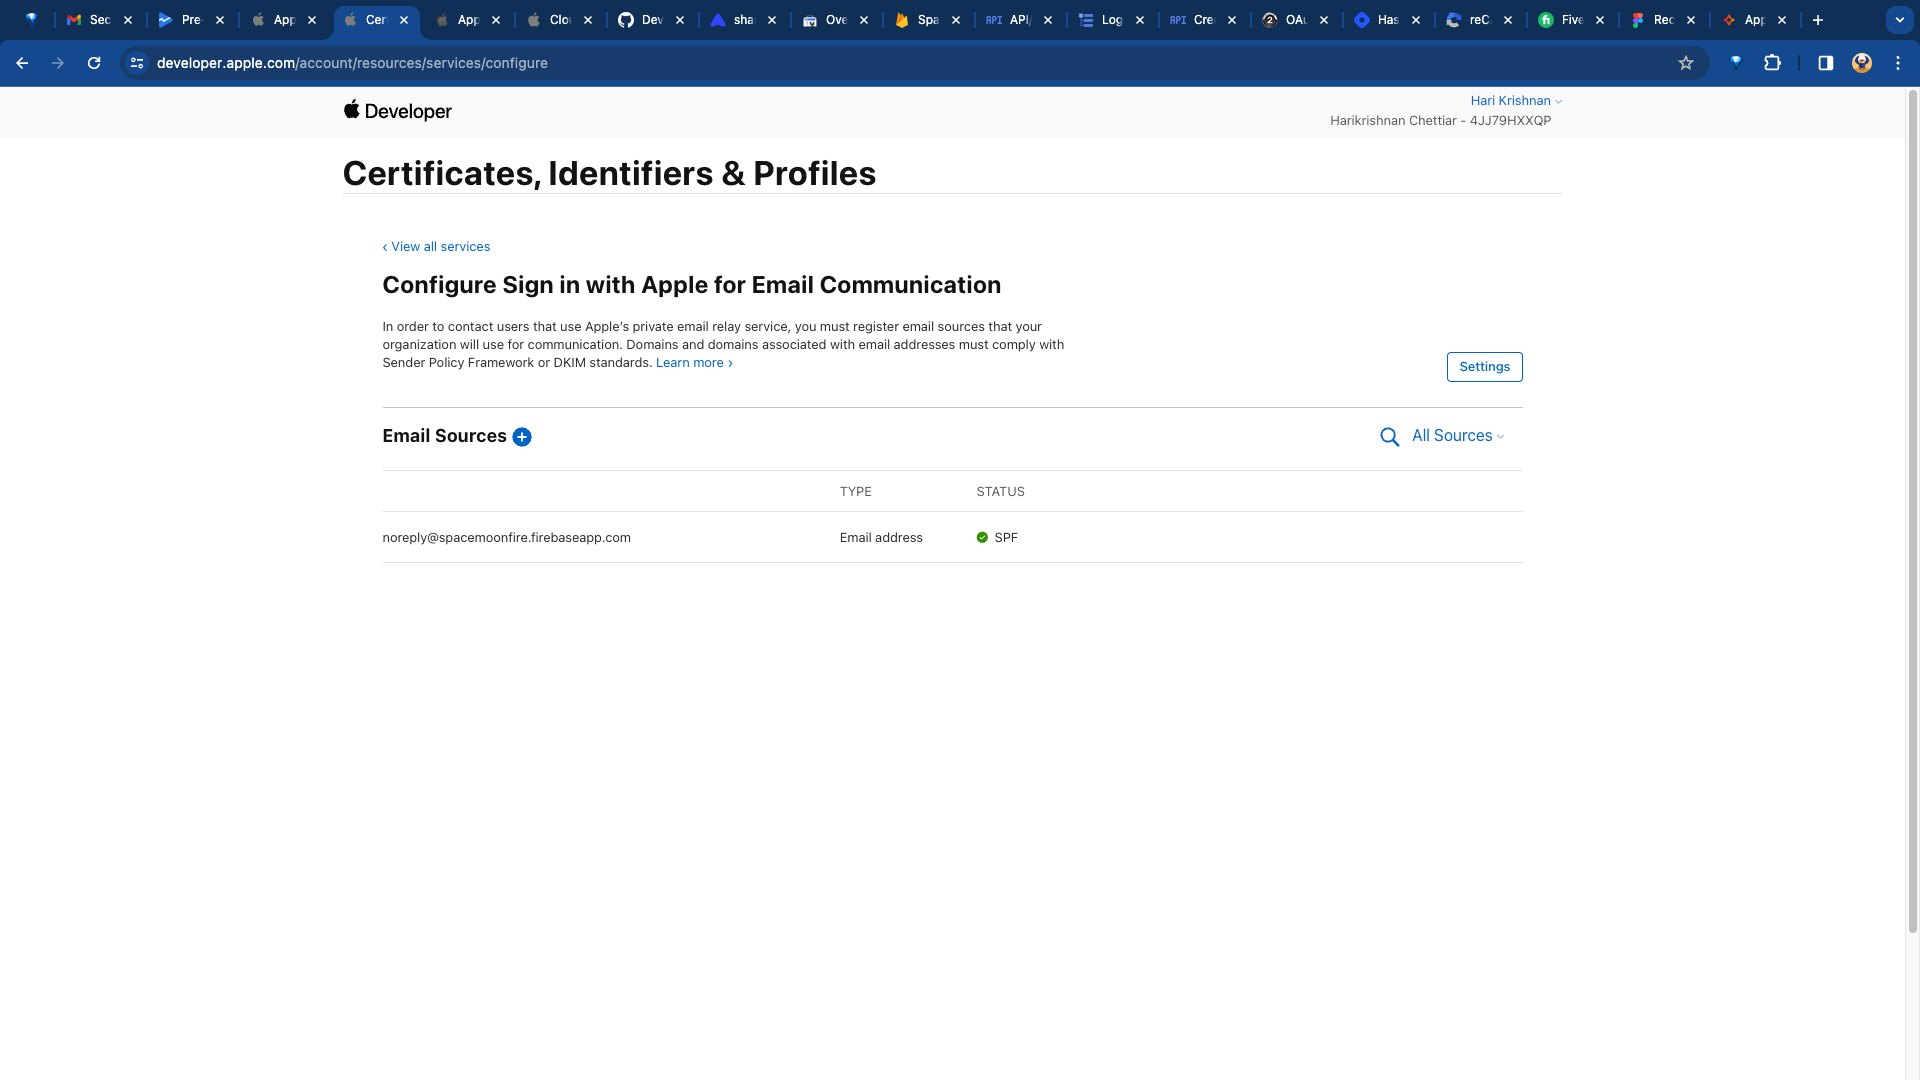 Sec
Pre
App
Cer
App
Clo
Dev
sha
Ove
Spa
API API/
Log
API Cre
2 OAu
Has
reC
fi Five
Rec
App
developer.apple.com/account/resources/services/configure
Developer
Hari Krishnan
Harikrishnan Chettiar - 4JJ79HXXQP
Certificates, Identifiers & Profiles
‹ View all services
Configure Sign in with Apple for Email Communication
In order to contact users that use Apple’s private email relay service, you must register email sources that your
organization will use for communication. Domains and domains associated with email addresses must comply with
Sender Policy Framework or DKIM standards. Learn more ›
Settings
Email Sources
All Sources
TYPE STATUS
noreply@spacemoonfire.firebaseapp.com Email address SPF